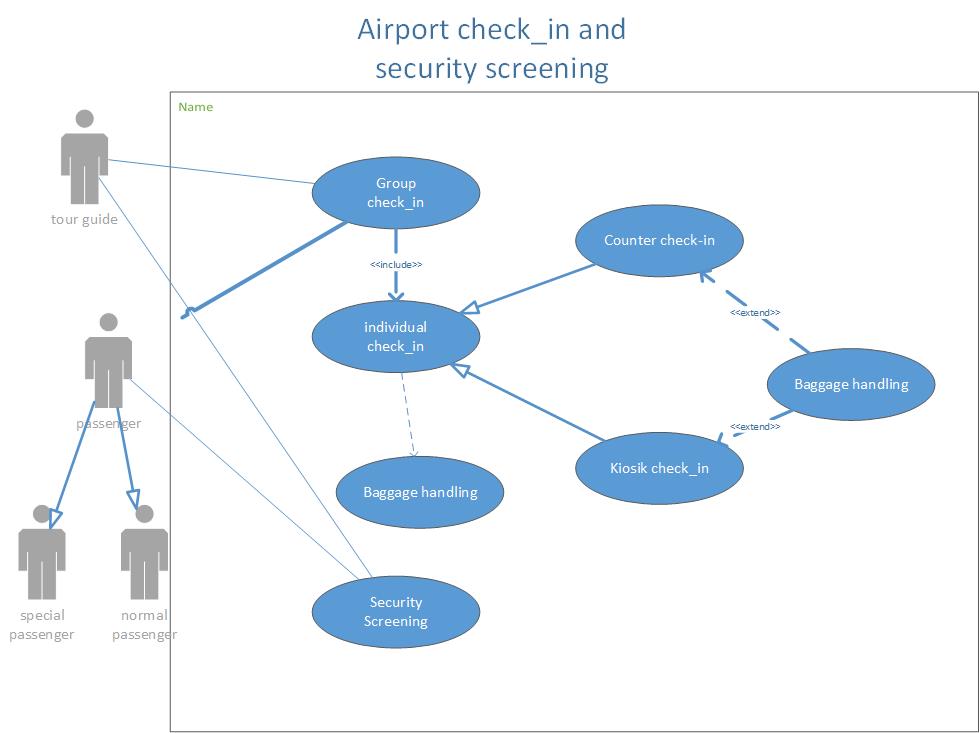 Airport check_in and
security screening
Name
tour guide
Group
check_in
<<include>>
Counter check-in
<<extend>>
individual
check_in
passenger
Baggage handling
<<extend>>
Kiosik check_in
Baggage handling
special
passenger
normal
passenger
Security
Screening